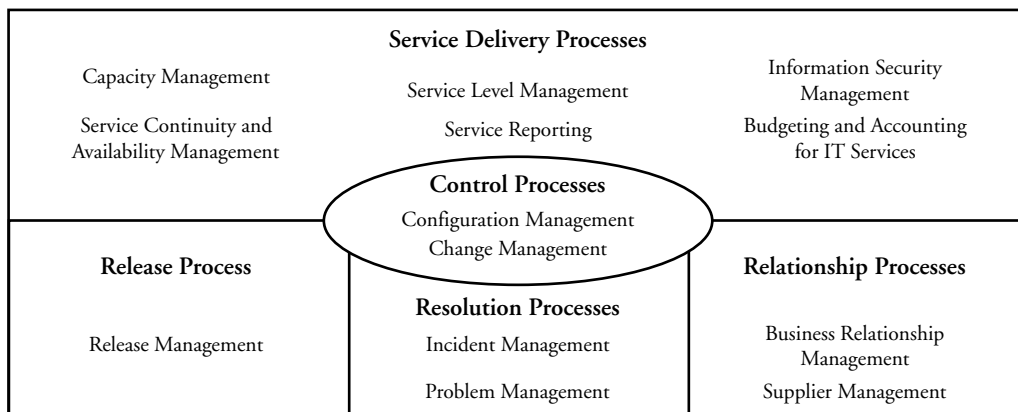 Service Delivery Processes
Capacity Management
Service Continuity and
Availability Management
Service Level Management
Service Reporting
Information Security
Management
Budgeting and Accounting
for IT Services
Control Processes
Configuration Management
Change Management
Release Process
Release Management
Resolution Processes
Incident Management
Problem Management
Relationship Processes
Business Relationship
Management
Supplier Management